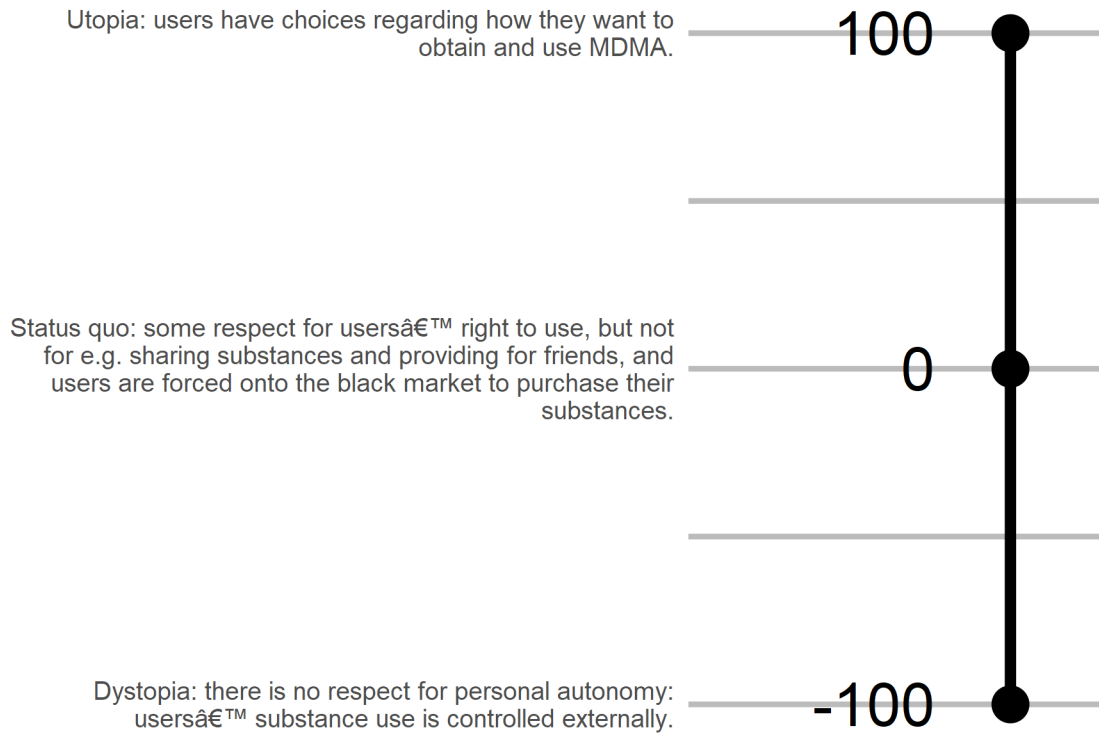 Utopia: users have choices regarding how they want to
obtain and use MDMA.
100
Status quo: some respect for usersâ€™ right to use, but not
for e.g. sharing substances and providing for friends, and
users are forced onto the black market to purchase their
substances.
0
Dystopia: there is no respect for personal autonomy:
usersâ€™ substance use is controlled externally.
-100